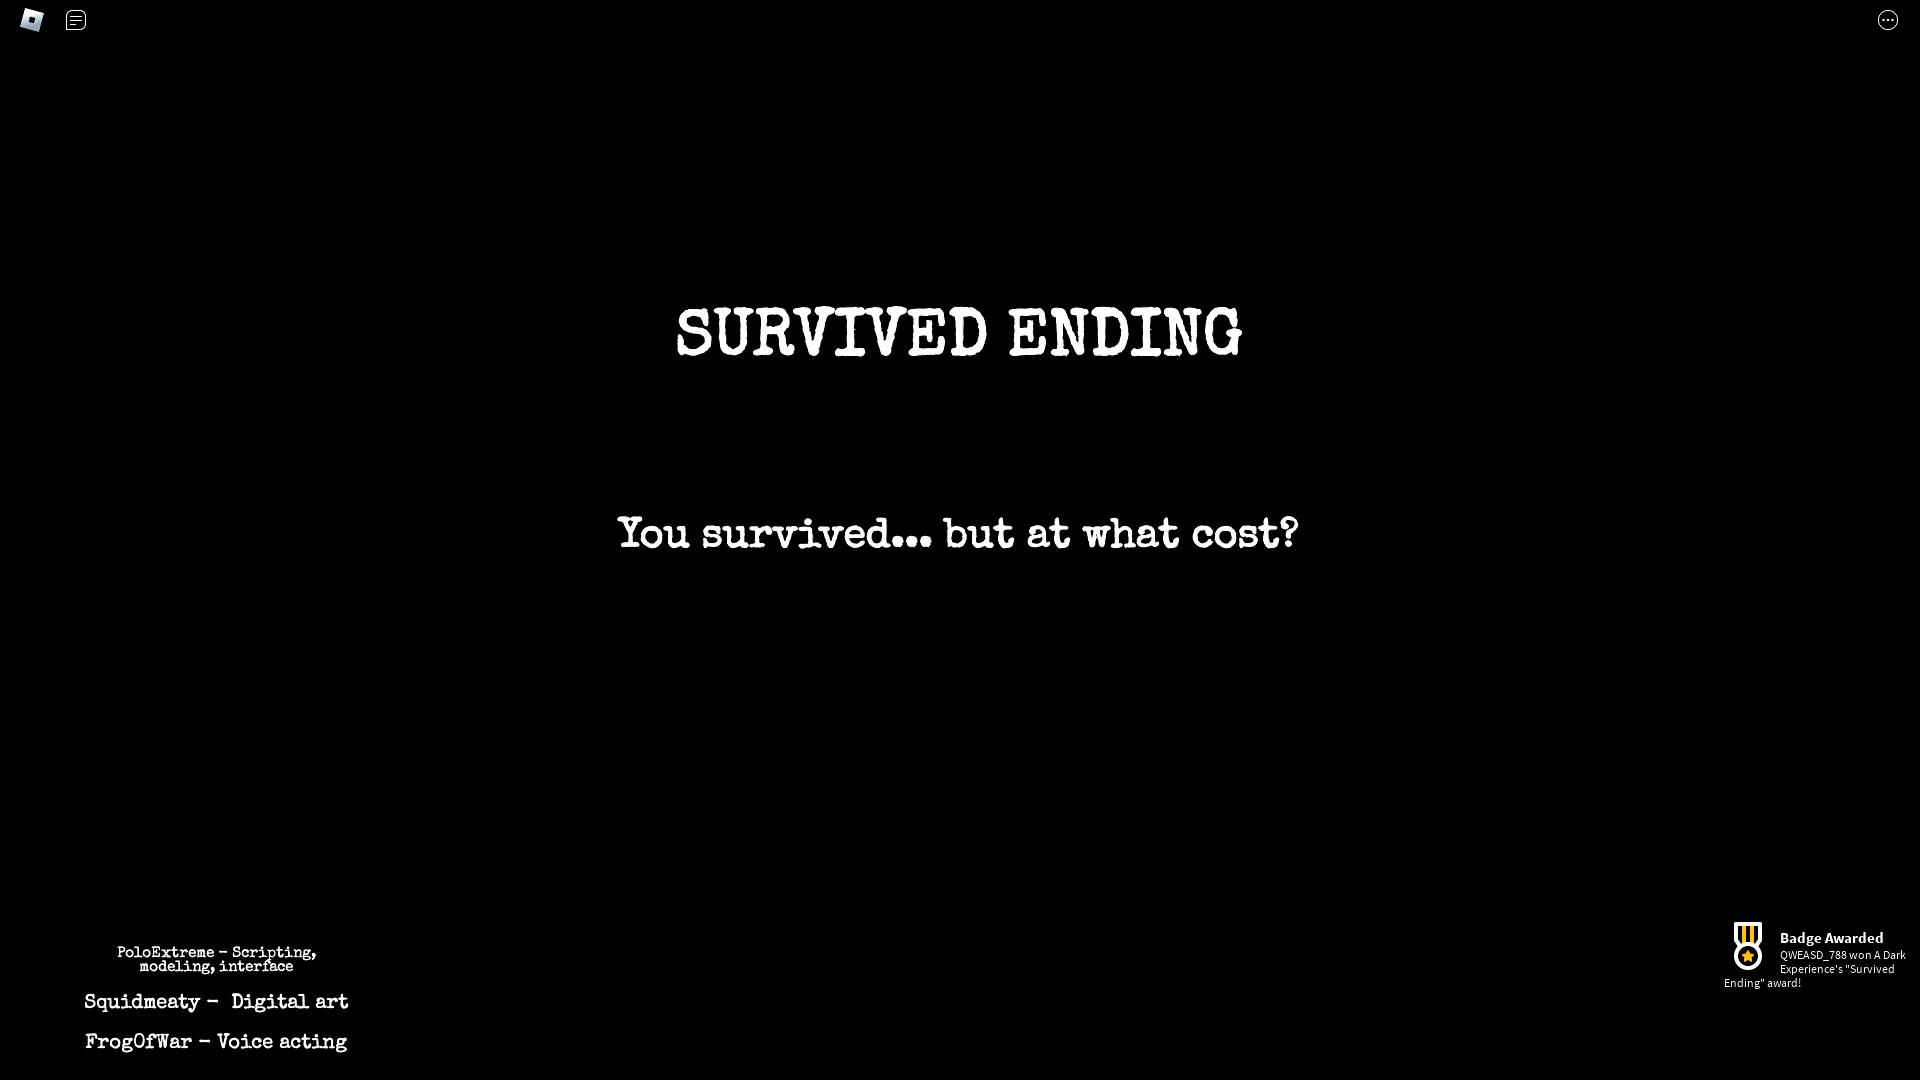 SURVIVED ENDING
You survived... but at what cost?
PoloExtreme - Scripting,
modeling, interface
Squidmeaty - Digital art
FrogOfWar - Voice acting
Badge Awarded
QWEASD_788 won A Dark
Experience's "Survived
Ending" award!